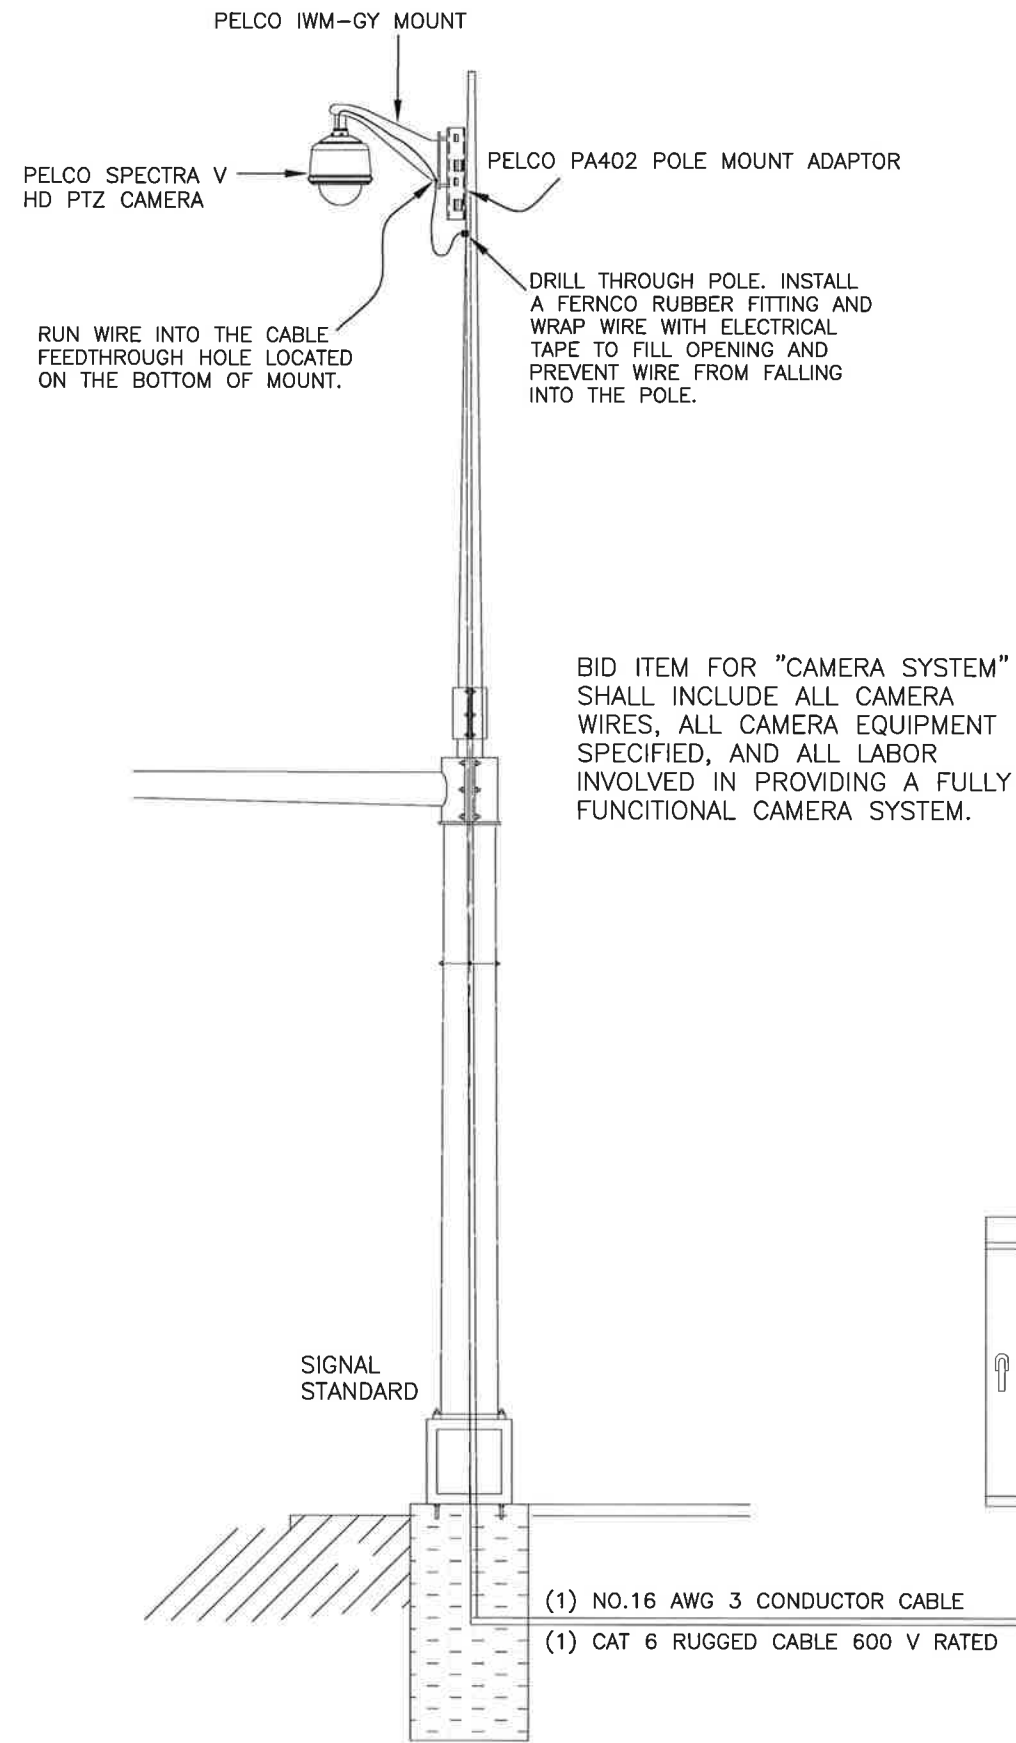 PELCO IWM-GY MOUNT
PELCO SPECTRA V
HD PTZ CAMERA
PELCO PA402 POLE MOUNT ADAPTOR
RUN WIRE INTO THE CABLE
FEEDTHROUGH HOLE LOCATED
ON THE BOTTOM OF MOUNT.
DRILL THROUGH POLE. INSTALL
A FERNCO RUBBER FITTING AND
WRAP WIRE WITH ELECTRICAL
TAPE TO FILL OPENING AND
PREVENT WIRE FROM FALLING
INTO THE POLE.
BID ITEM FOR "CAMERA SYSTEM"
SHALL INCLUDE ALL CAMERA
WIRES, ALL CAMERA EQUIPMENT
SPECIFIED, AND ALL LABOR
INVOLVED IN PROVIDING A FULLY
FUNCITIONAL CAMERA SYSTEM.
SIGNAL
STANDARD
(1) NO.16 AWG 3 CONDUCTOR CABLE
(1) CAT 6 RUGGED CABLE 600 V RATED